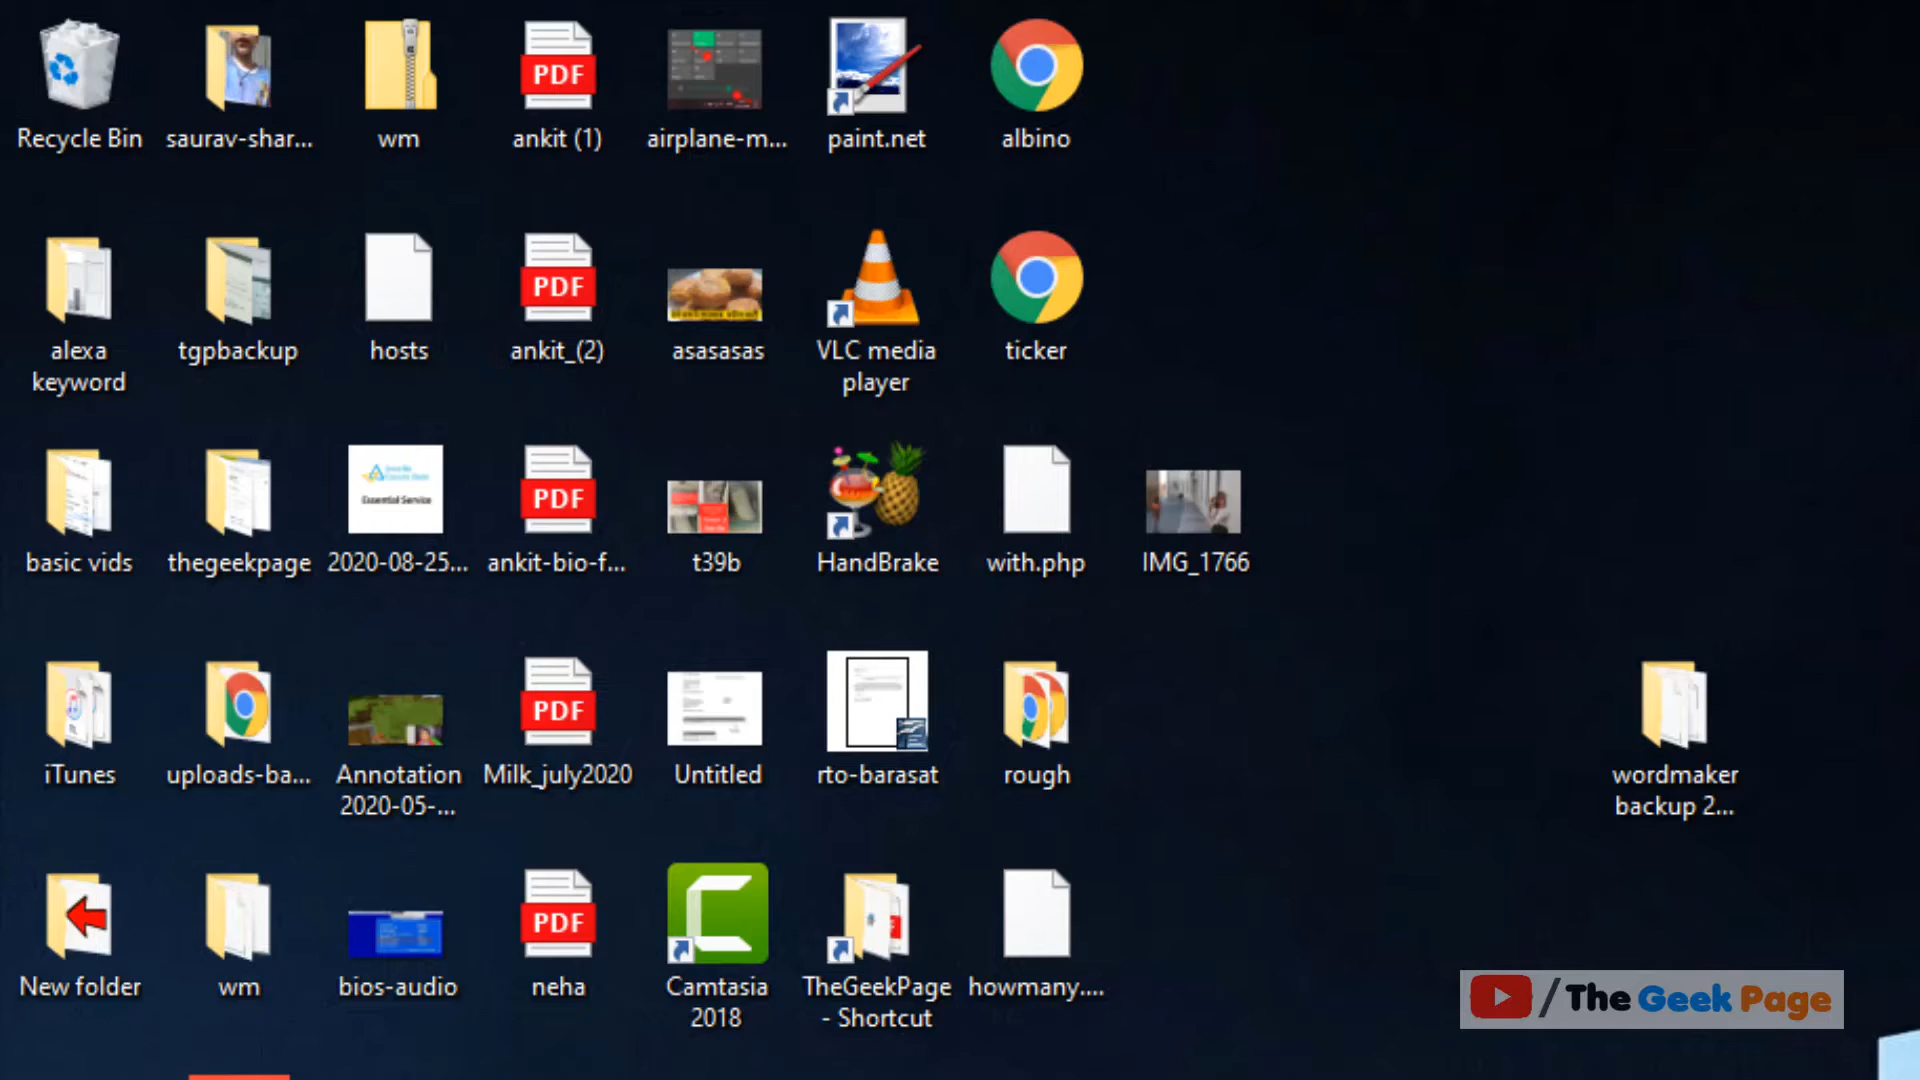 Recycle Bin
saurav-shar...
wm
ankit (1)
airplane-m...
paint.net
albino
alexa
keyword
tgpbackup
hosts
PDF
ankit_(2)
asasasas
VLC media
player
ticker
basic vids
thegeekpage
Essential Service
2020-08-25...
PDF
ankit-bio-f...
t39b
HandBrake
with.php
IMG_1766
iTunes
uploads-ba...
Annotation
2020-05-...
PDF
Milk_july2020
Untitled
rto-barasat
rough
wordmaker
backup 2...
New folder
wm
bios-audio
PDF
neha
Camtasia
2018
TheGeekPage
- Shortcut
howmany....
PDF
/The Geek Page